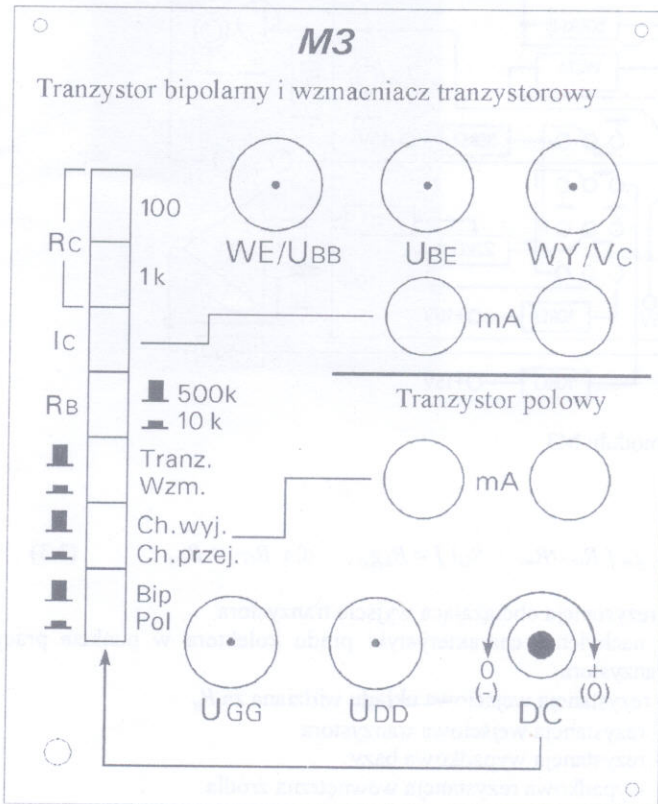 M3
Tranzystor bipolarny i wzmacniacz tranzystorowy
WE/UBB
UBE
WY/VC
RC
100
1k
IC
mA
RB
500k
10 k
Tranzystor polowy
Tranz.
Wzm.
mA
Ch.wyj.
Ch.przej.
Bip
Pol
UGG
UDD
DC
0
(-)
+
(0)